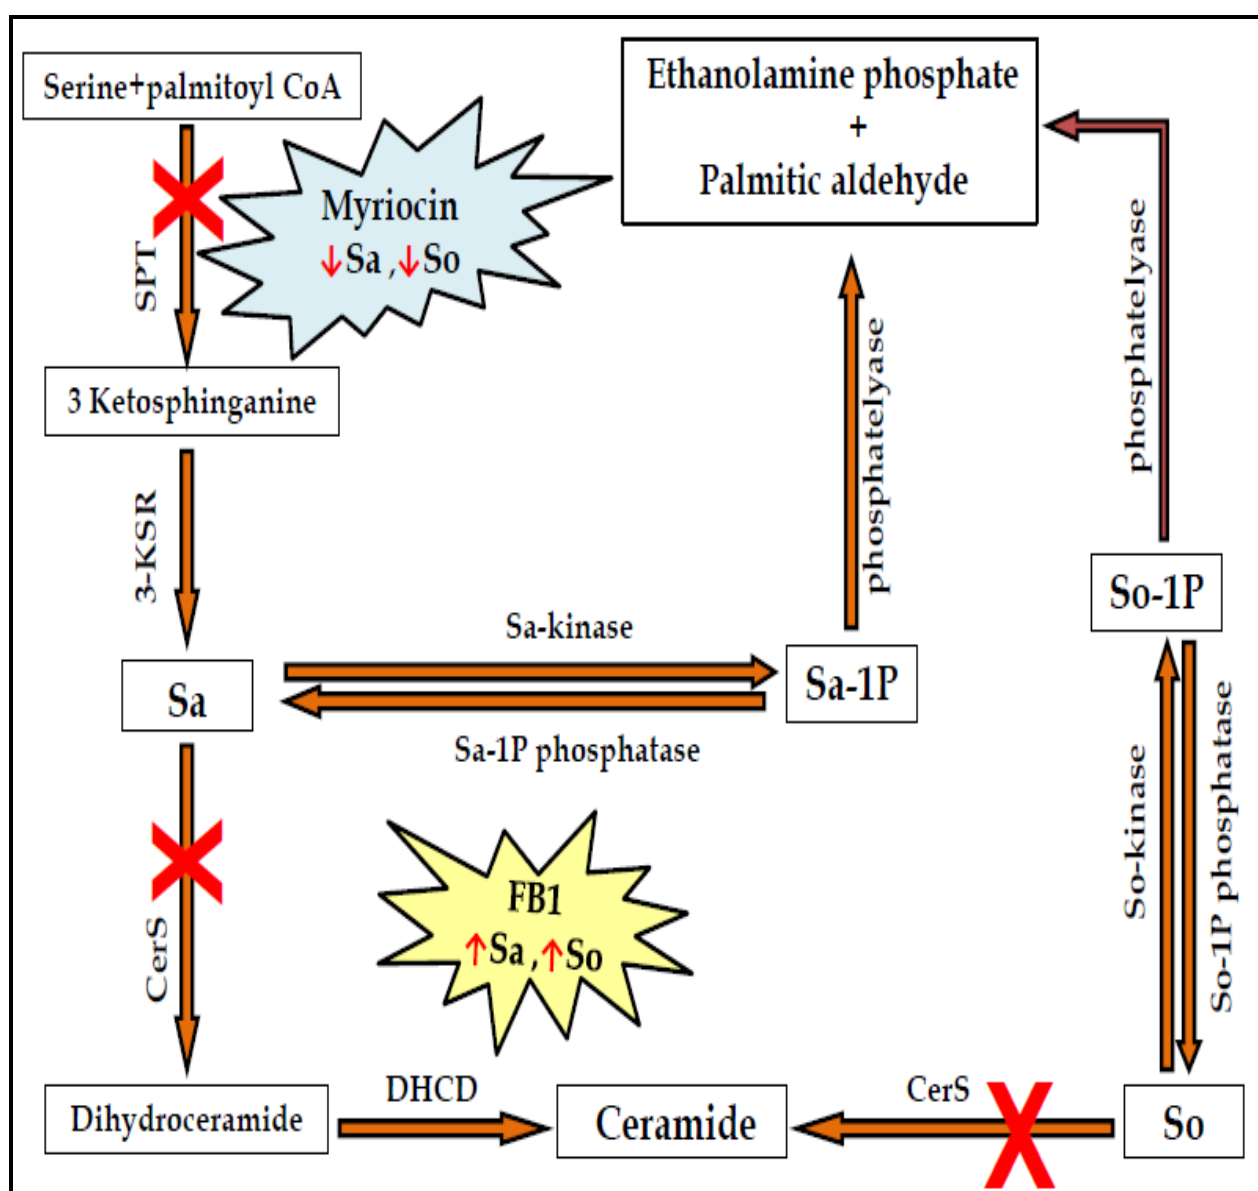 Serine+palmitoyl CoA
Ethanolamine phosphate
+
Palmitic aldehyde
Myriocin
↓Sa ,↓So
SPT
phosphatelyase
3 Ketosphinganine
phosphatelyase
3-KSR
So-1P
Sa-kinase
Sa
Sa-1P
Sa-1P phosphatase
So-kinase
So-1P phosphatase
FB1
↑Sa ,↑So
CerS
DHCD
CerS
Dihydroceramide
Ceramide
So